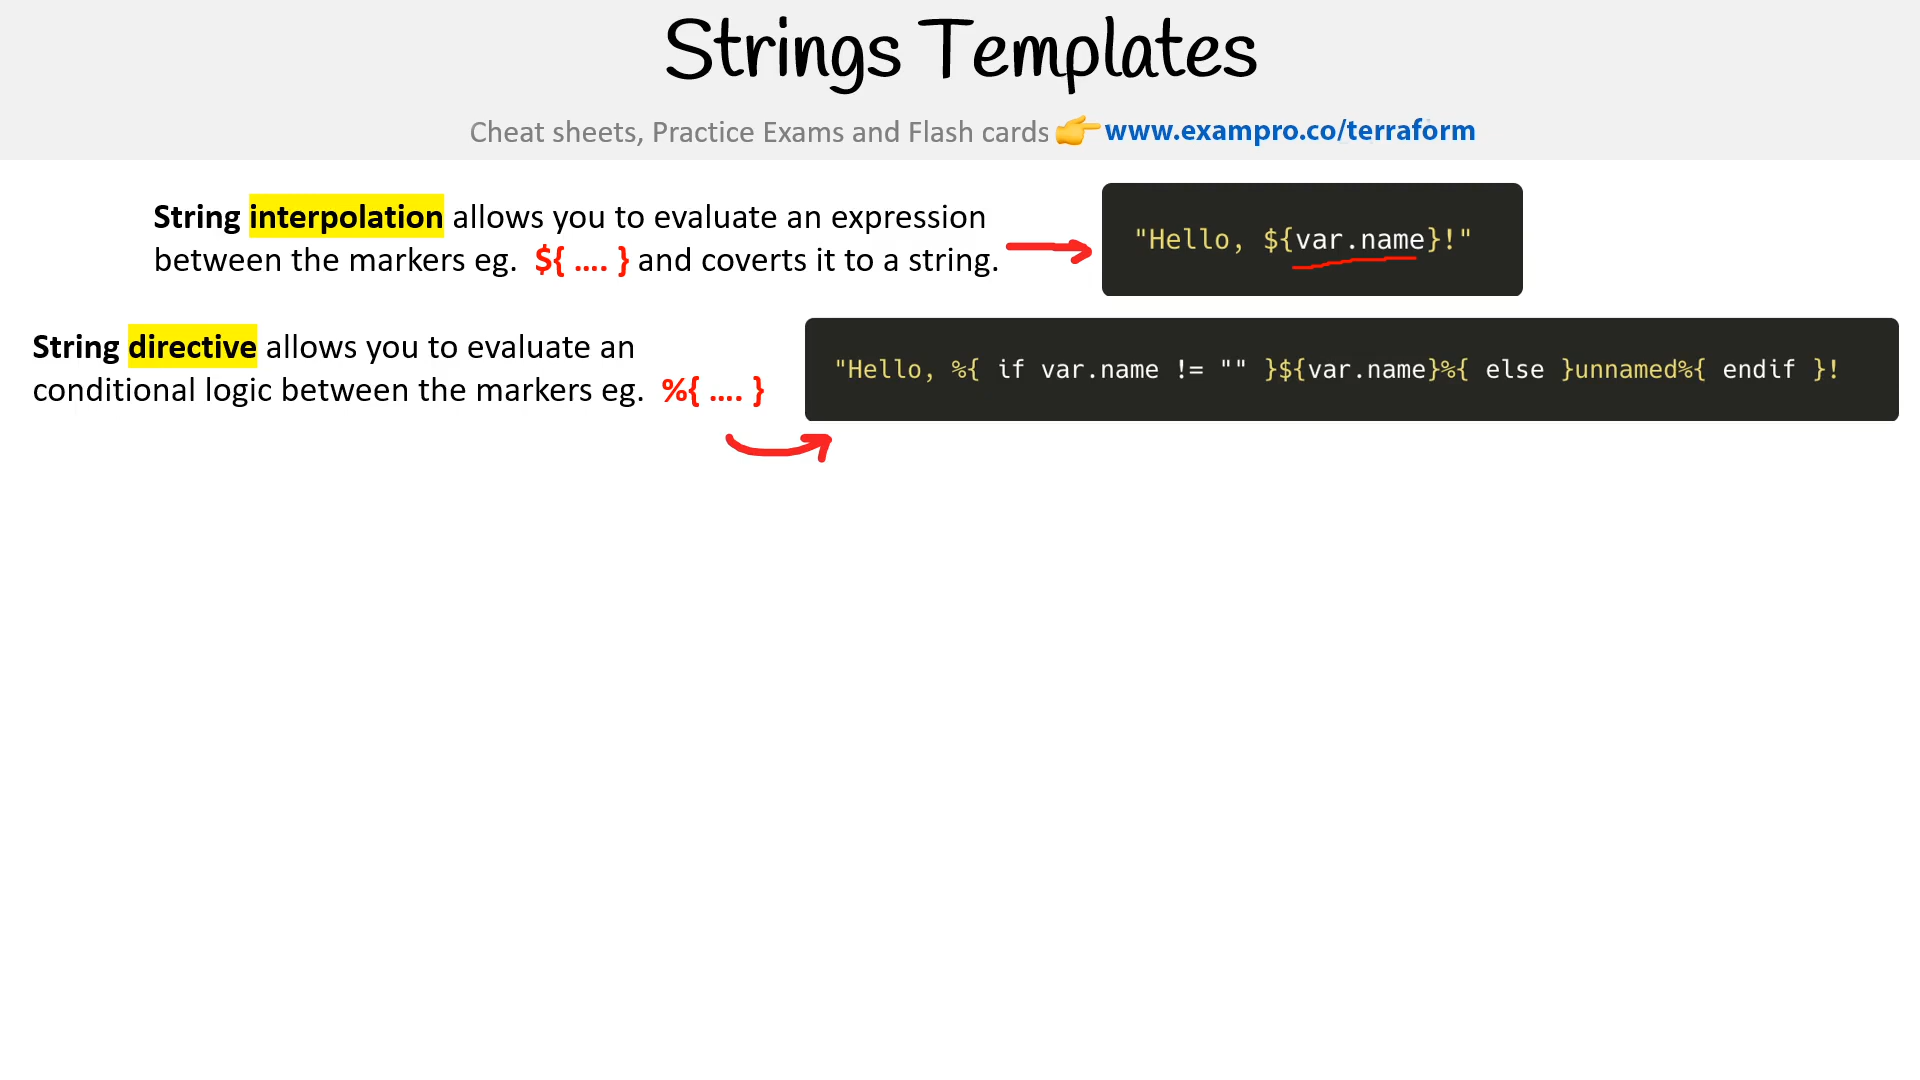 Strings Templates
Cheat sheets, Practice Exams and Flash cards 👉 www.exampro.co/terraform
String interpolation allows you to evaluate an expression
between the markers eg. ${ .... } and coverts it to a string.
"Hello, ${var.name}!"
String directive allows you to evaluate an
conditional logic between the markers eg. %{ .... }
"Hello, %{ if var.name != "" }${var.name}%{ else }unnamed%{ endif }!